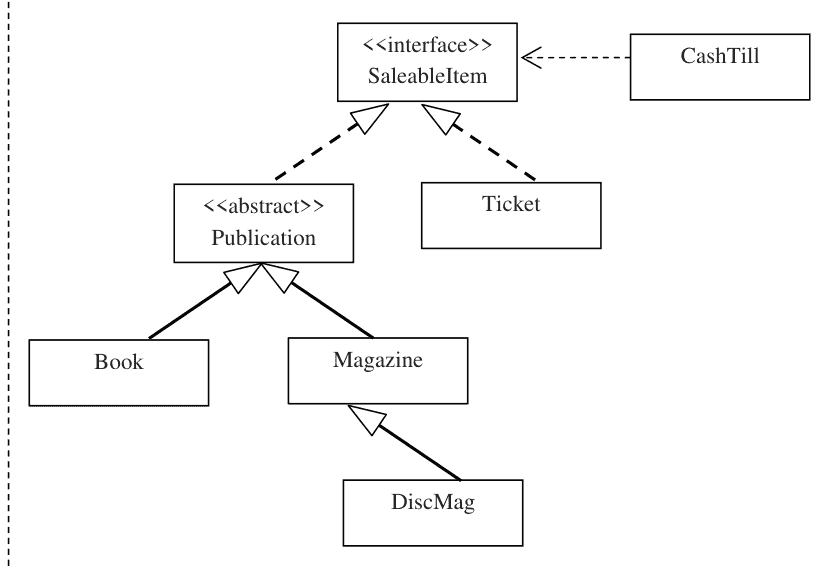 <<interface>>
SaleableItem
CashTill
<<abstract>>
Publication
Ticket
Book
Magazine
DiscMag